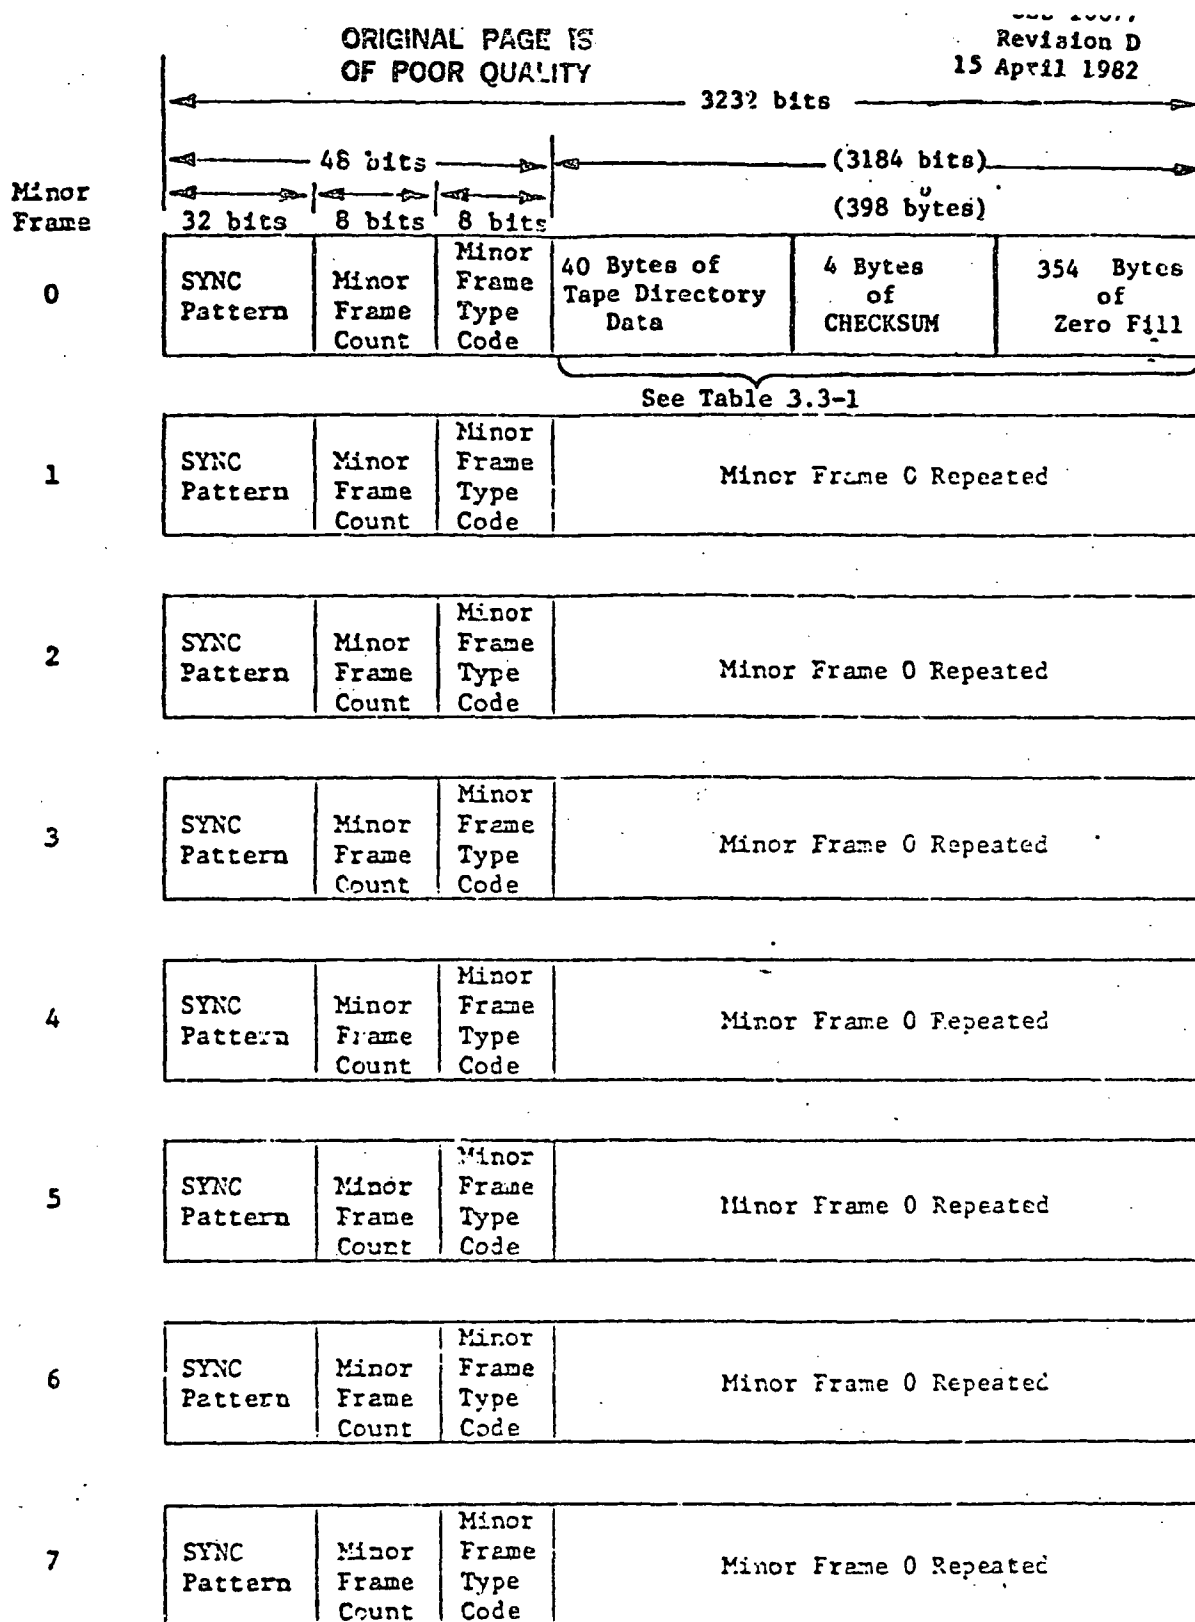 ORIGINAL PAGE IS
OF POOR QUALITY
Revision D
15 April 1982
3232 bits
48 bits
(3184 bits)
(398 bytes)
Minor
Frame
32 bits
8 bits
8 bits
0
SYNC
Pattern
Minor
Frame
Count
Minor
Frame
Type
Code
40 Bytes of
Tape Directory
Data
4 Bytes
of
CHECKSUM
354 Bytes
of
Zero Fill
See Table 3.3-1
1
SYNC
Pattern
Minor
Frame
Count
Minor
Frame
Type
Code
Minor Frame 0 Repeated
2
SYNC
Pattern
Minor
Frame
Count
Minor
Frame
Type
Code
Minor Frame 0 Repeated
3
SYNC
Pattern
Minor
Frame
Count
Minor
Frame
Type
Code
Minor Frame 0 Repeated
4
SYNC
Pattern
Minor
Frame
Count
Minor
Frame
Type
Code
Minor Frame 0 Repeated
5
SYNC
Pattern
Minor
Frame
Count
Minor
Frame
Type
Code
Minor Frame 0 Repeated
6
SYNC
Pattern
Minor
Frame
Count
Minor
Frame
Type
Code
Minor Frame 0 Repeated
7
SYNC
Pattern
Minor
Frame
Count
Minor
Frame
Type
Code
Minor Frame 0 Repeated